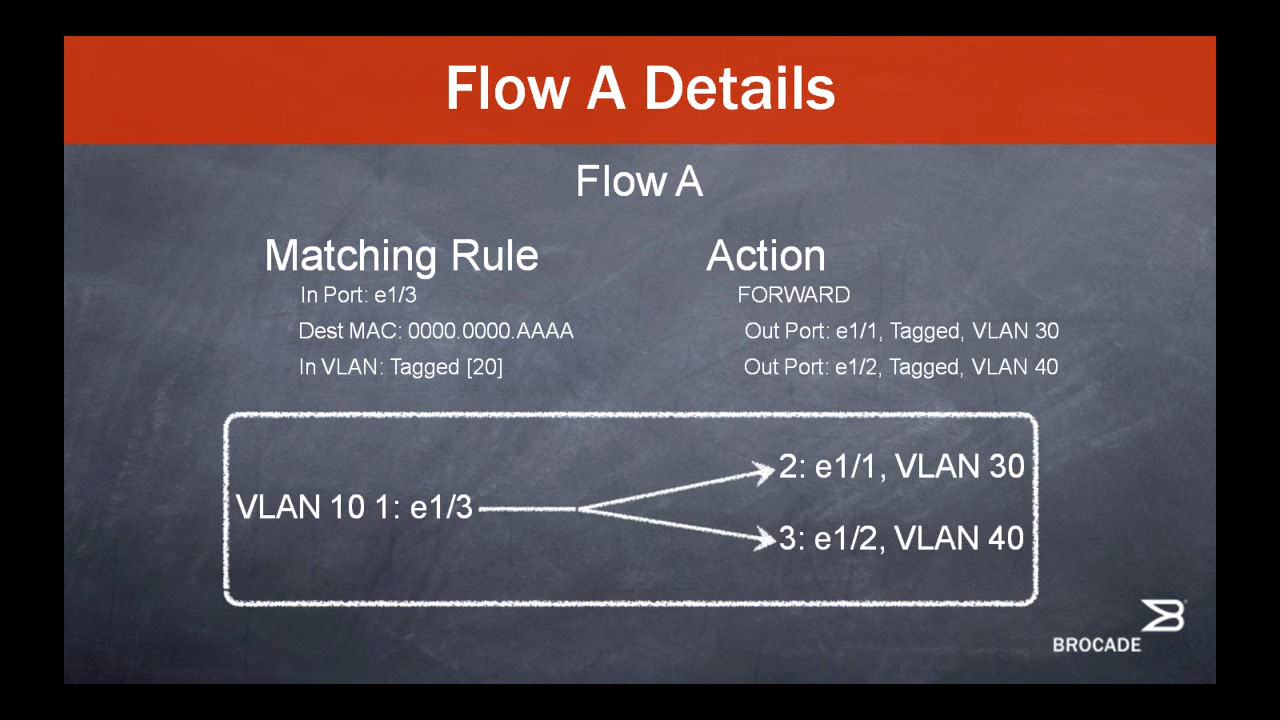 Flow A Details
Flow A
Matching Rule
In Port: e1/3
Dest MAC: 0000.0000.AAAA
In VLAN: Tagged [20]
Action
FORWARD
Out Port: e1/1, Tagged, VLAN 30
Out Port: e1/2, Tagged, VLAN 40
VLAN 10 1: e1/3
2: e1/1, VLAN 30
3: e1/2, VLAN 40
BROCADE